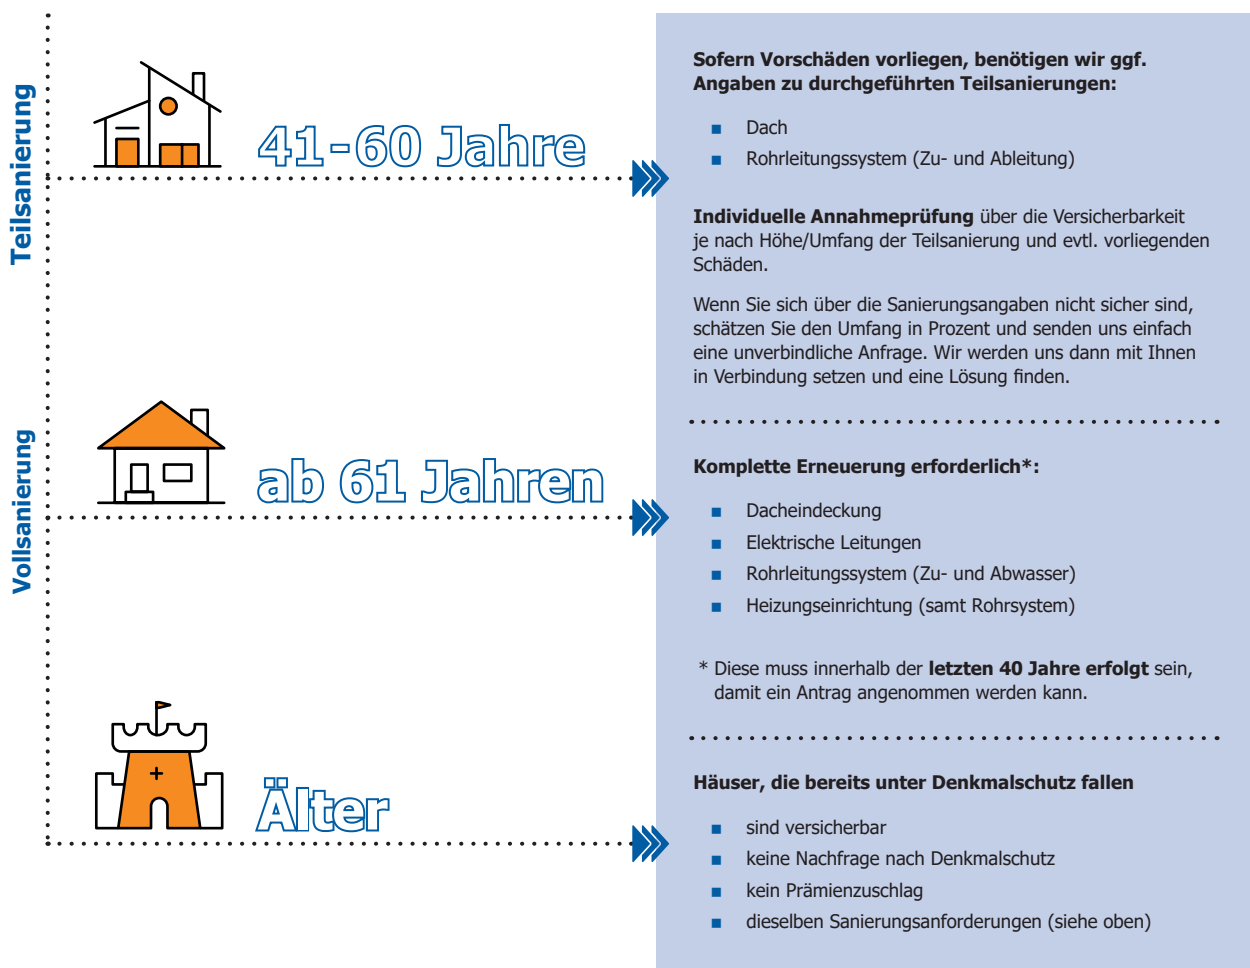 Teilsanierung
41-60 Jahre
Sofern Vorschäden vorliegen, benötigen wir ggf.
Angaben zu durchgeführten Teilsanierungen:
■ Dach
■ Rohrleitungssystem (Zu- und Ableitung)
Individuelle Annahmeprüfung über die Versicherbarkeit
je nach Höhe/Umfang der Teilsanierung und evtl. vorliegenden
Schäden.
Wenn Sie sich über die Sanierungsangaben nicht sicher sind,
schätzen Sie den Umfang in Prozent und senden uns einfach
eine unverbindliche Anfrage. Wir werden uns dann mit Ihnen
in Verbindung setzen und eine Lösung finden.
Vollsanierung
ab 61 Jahren
Komplette Erneuerung erforderlich*:
■ Dacheindeckung
■ Elektrische Leitungen
■ Rohrleitungssystem (Zu- und Abwasser)
■ Heizungseinrichtung (samt Rohrsystem)
* Diese muss innerhalb der letzten 40 Jahre erfolgt sein,
damit ein Antrag angenommen werden kann.
Älter
Häuser, die bereits unter Denkmalschutz fallen
■ sind versicherbar
■ keine Nachfrage nach Denkmalschutz
■ kein Prämienzuschlag
■ dieselben Sanierungsanforderungen (siehe oben)